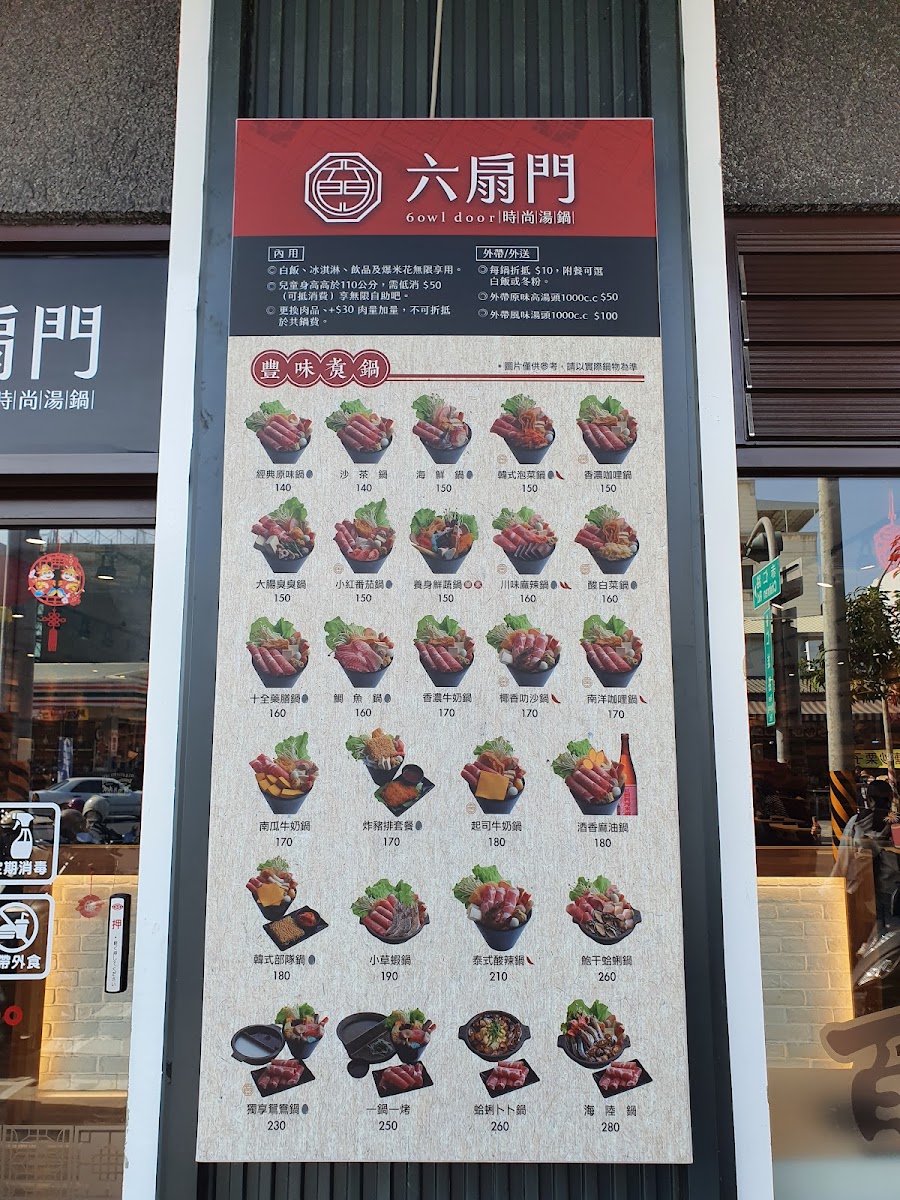 六扇門
6owl door 時尚湯鍋
內用
◎白飯、冰淇淋、飲品及爆米花無限享用。
◎兒童身高高於110公分，需低消 $50
（可抵消費）享無限自助吧。
◎更換肉品、+$30 肉量加量，不可折抵
於共鍋費。
外帶/外送
◎每鍋折抵 $10，附餐可選
白飯或冬粉。
◎外帶原味高湯頭1000c.c $50
◎外帶風味湯頭1000c.c $100
豐味煮鍋
•圖片僅供參考，請以實際鍋物為準
經典原味鍋 沙茶鍋 海鮮鍋 韓式泡菜鍋 香濃咖哩鍋
140 140 150 150 150
大腸臭臭鍋 小紅番茄鍋 養身鮮蔬鍋 川味麻辣鍋 酸白菜鍋
150 150 150 160 160
十全藥膳鍋 鯛魚鍋 香濃牛奶鍋 椰香叻沙鍋 南洋咖哩鍋
160 160 170 170 170
南瓜牛奶鍋 炸豬排套餐 起司牛奶鍋 酒香麻油鍋
170 170 180 180
韓式部隊鍋 小草蝦鍋 泰式酸辣鍋 鮑干蛤蜊鍋
180 190 210 260
獨享鴛鴦鍋 一鍋一烤 蛤蜊卜卜鍋 海陸鍋
230 250 260 280
扇門
時尚湯鍋
定期消毒
帶外食
押